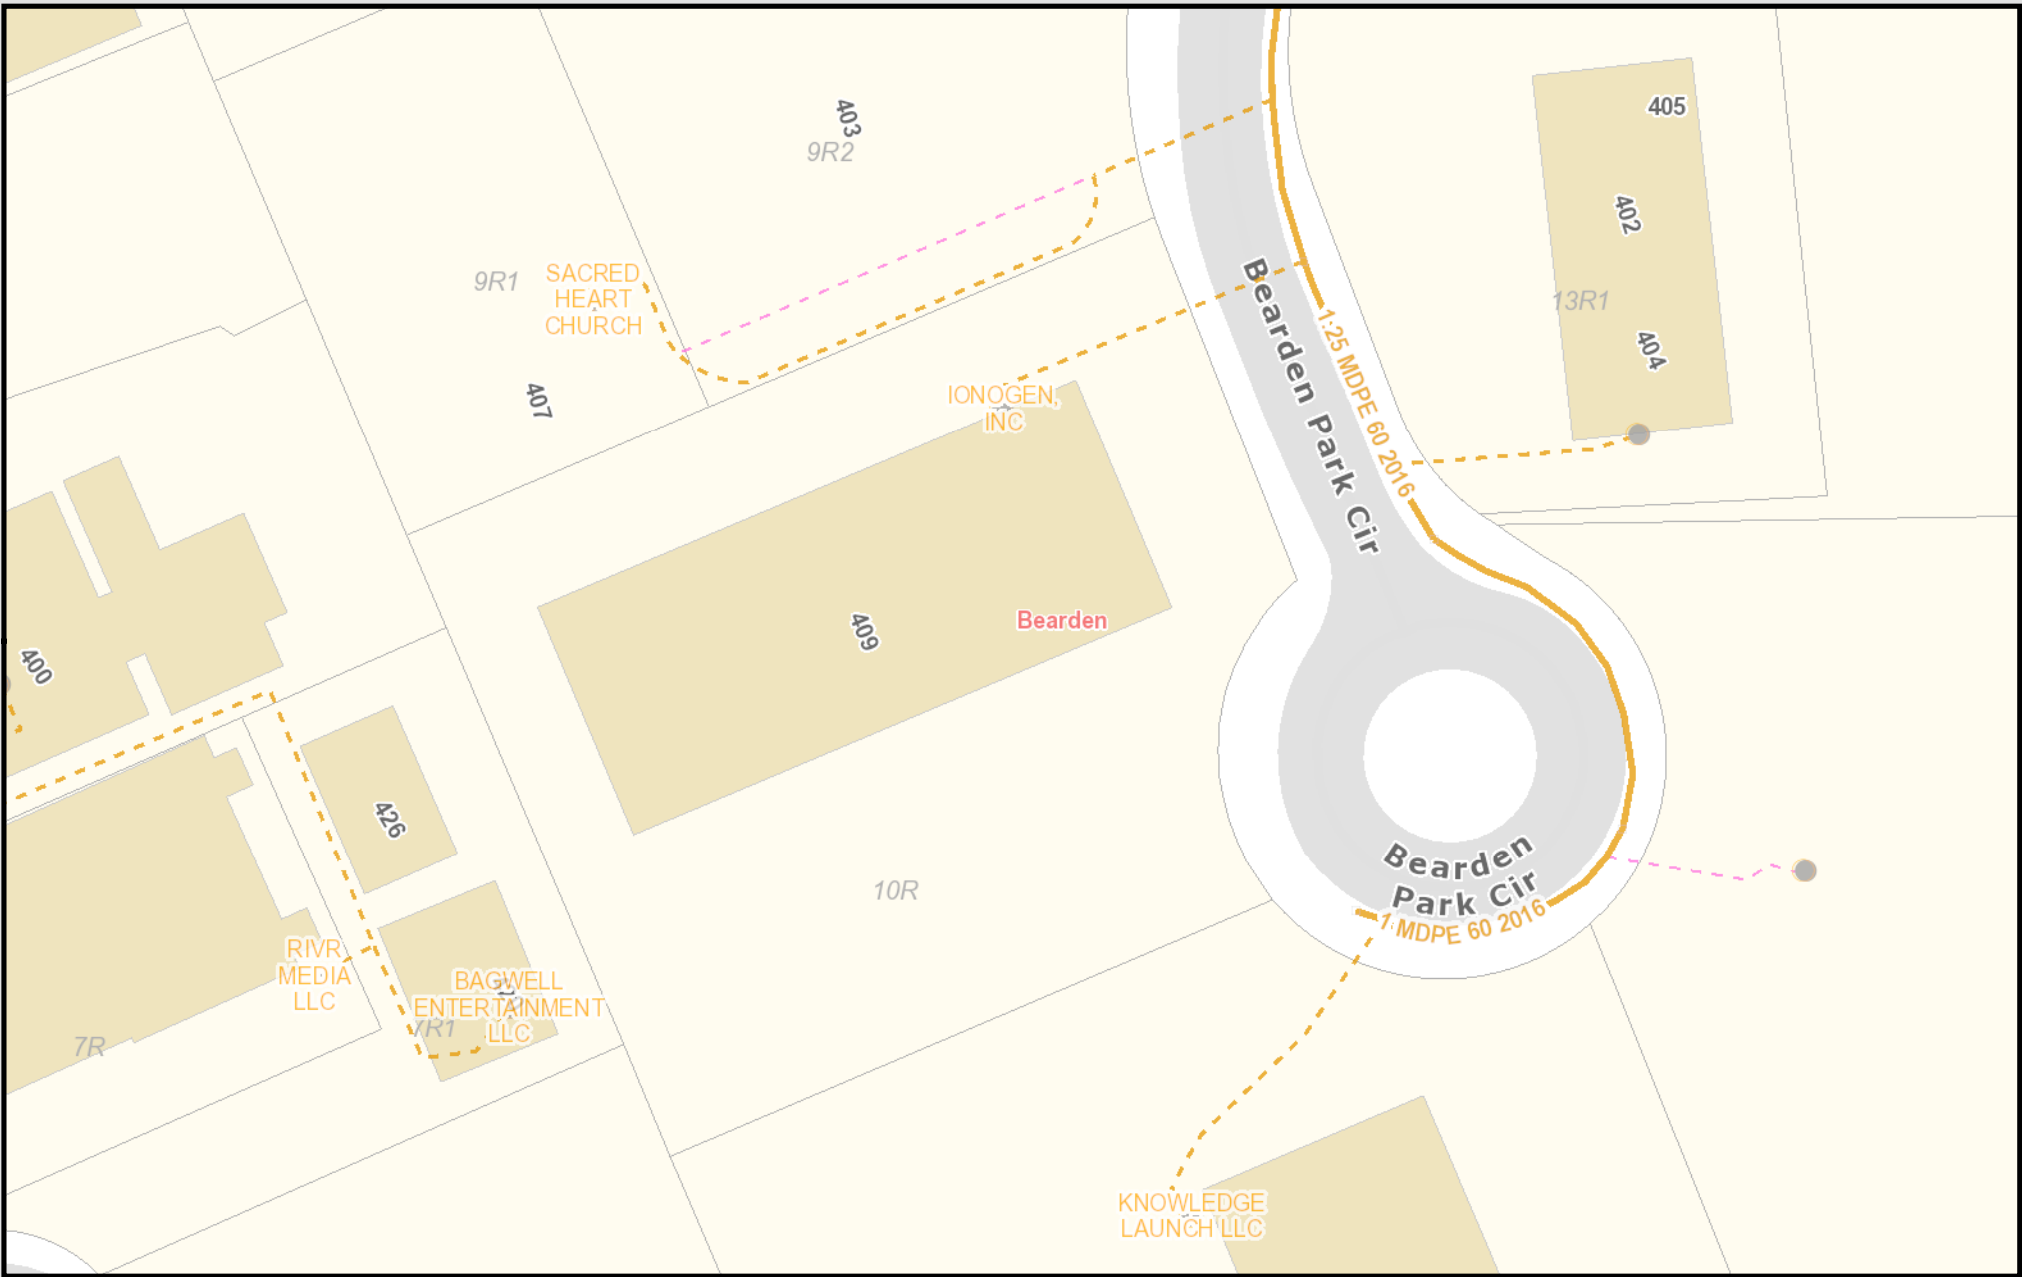 403
9R2
405
402
13R1
404
9R1
SACRED
HEART
CHURCH
407
IONOGEN,
INC
Bearden Park Cir
1:25 MDPE 60 2016
409
Bearden
400
426
10R
Bearden
Park Cir
MDPE 60 2016
RIVR
MEDIA
LLC
BAGWELL
ENTERTAINMENT
LLC
7R1
7R
KNOWLEDGE
LAUNCH LLC